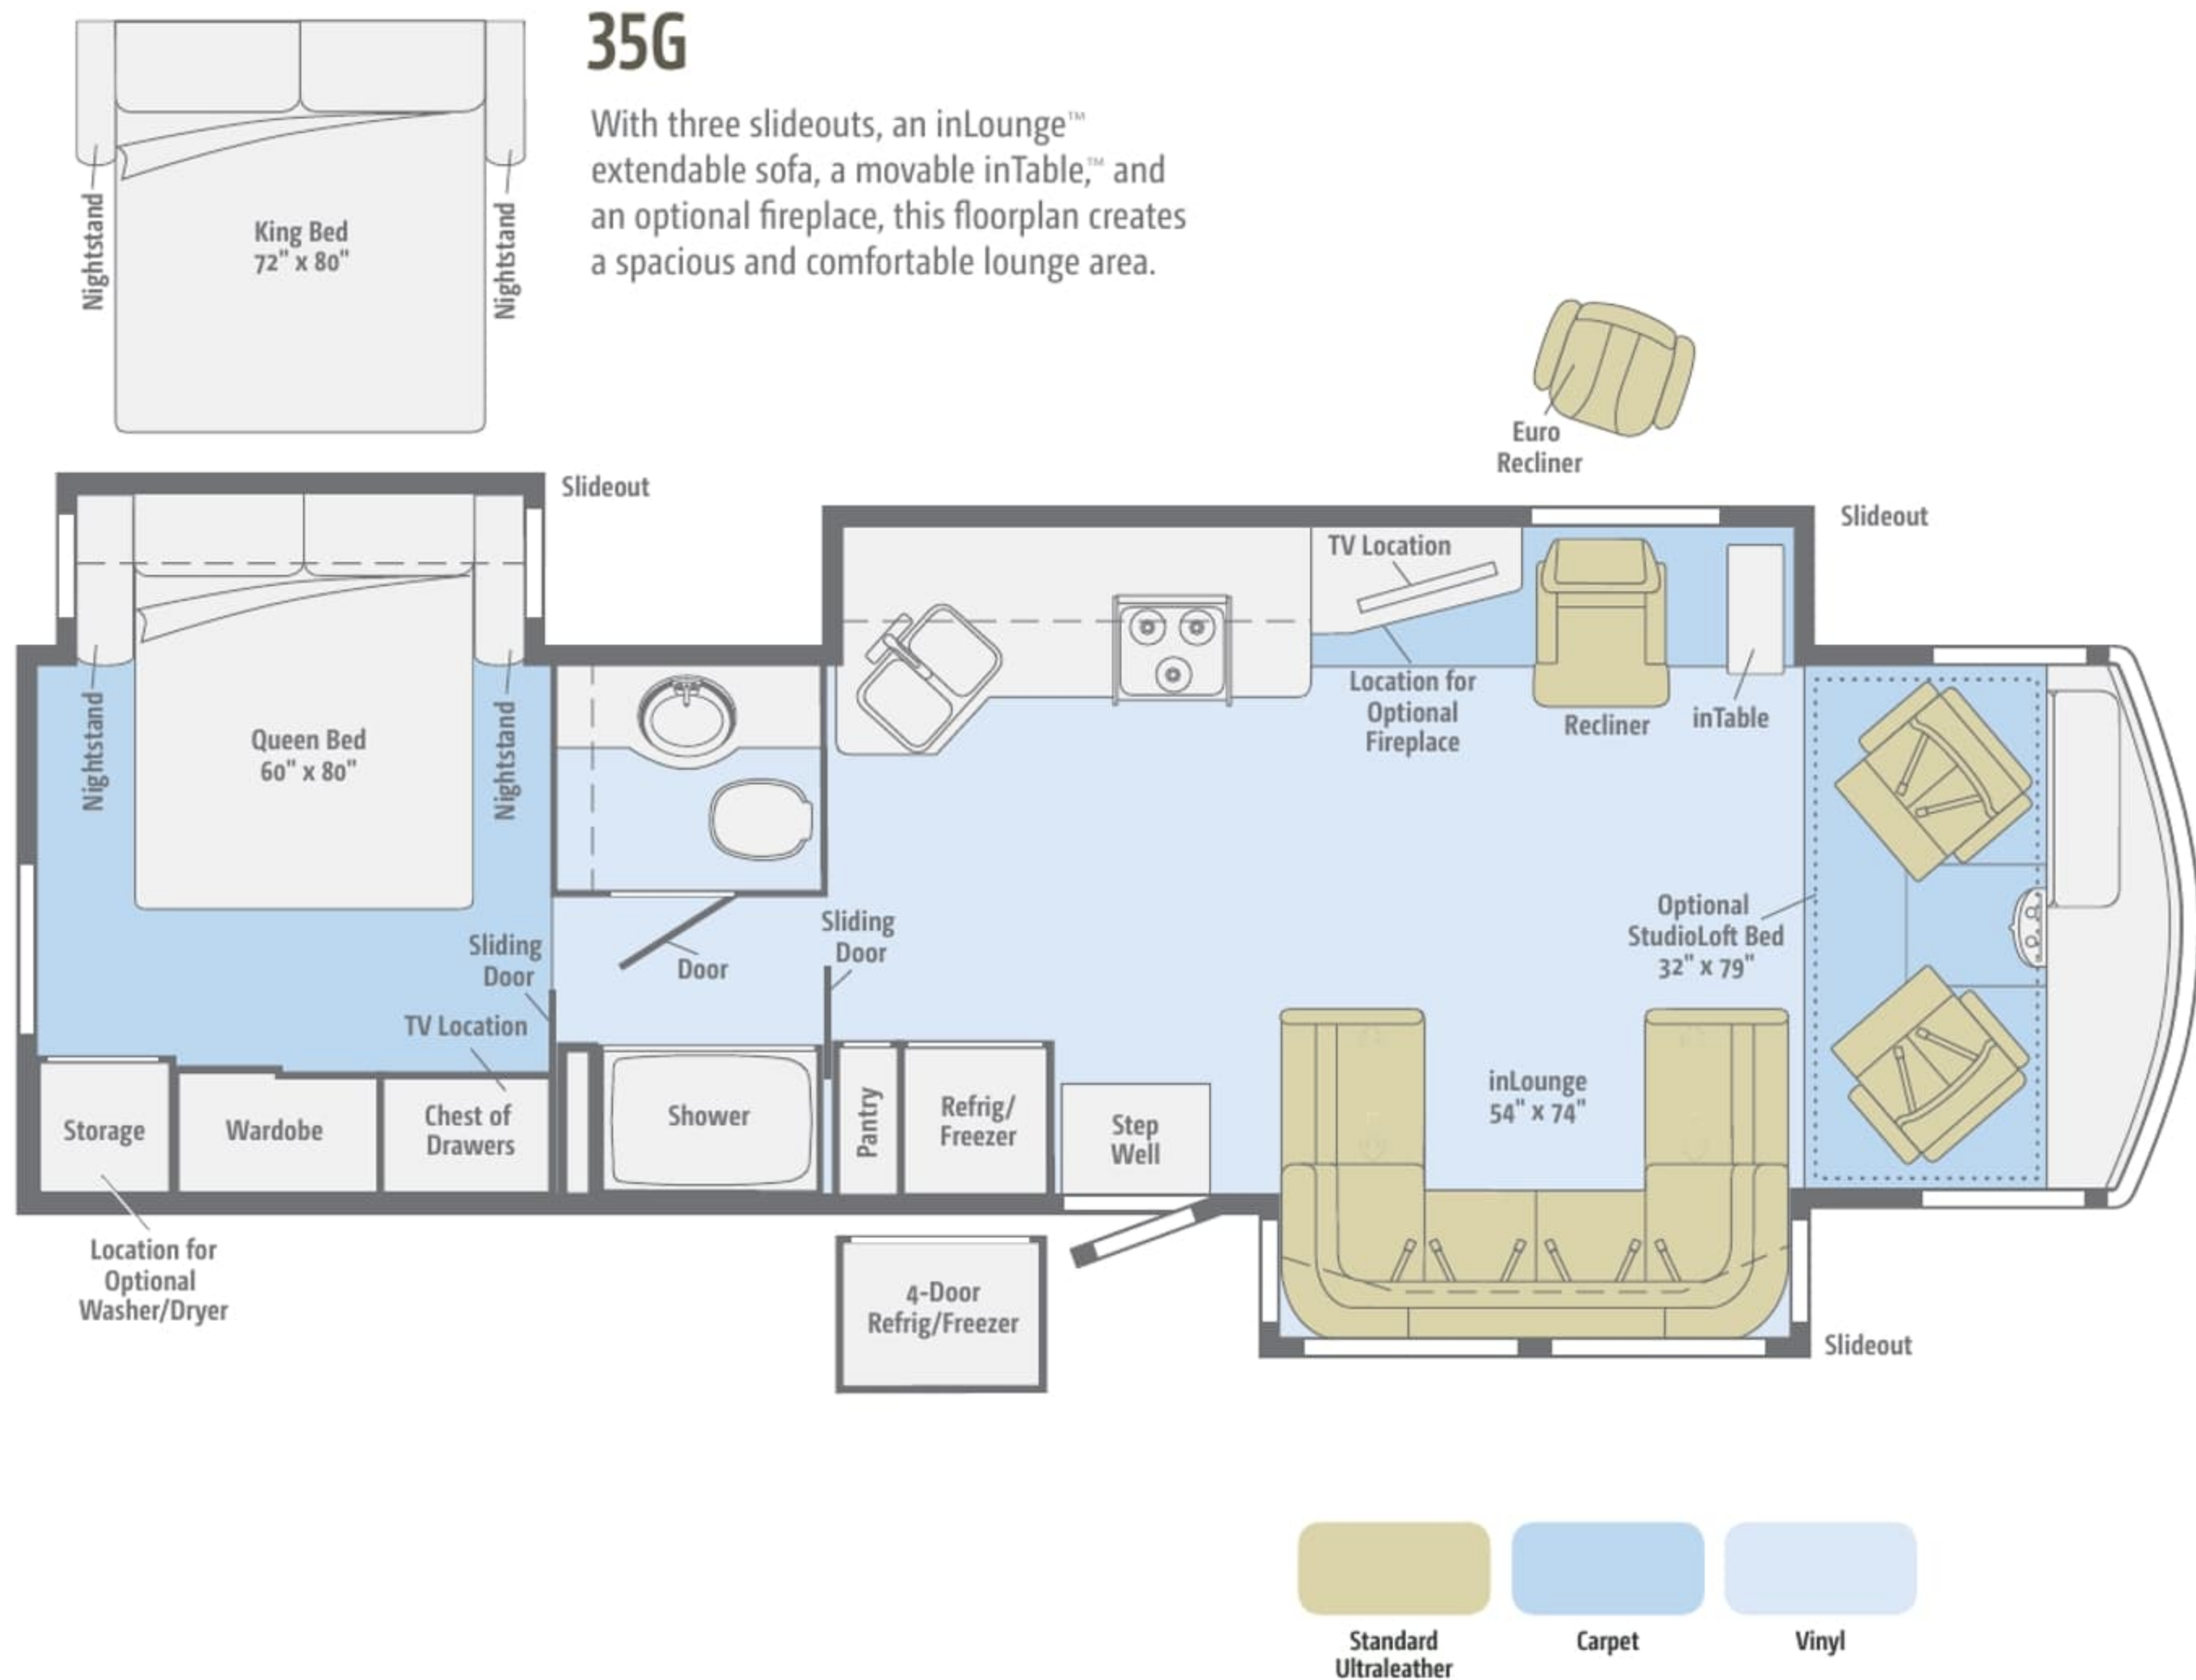 35G
With three slideouts, an inLounge™
extendable sofa, a movable inTable,™ and
an optional fireplace, this floorplan creates
a spacious and comfortable lounge area.
Nightstand
King Bed
72" x 80"
Nightstand
Euro
Recliner
Slideout
Slideout
TV Location
Nightstand
Queen Bed
60" x 80"
Nightstand
Location for
Optional
Fireplace
Recliner
inTable
Sliding
Door
Sliding
Door
Door
Optional
StudioLoft Bed
32" x 79"
TV Location
Storage
Wardobe
Chest of
Drawers
Shower
Pantry
Refrig/
Freezer
Step
Well
inLounge
54" x 74"
Location for
Optional
Washer/Dryer
4-Door
Refrig/Freezer
Slideout
Standard
Ultraleather
Carpet
Vinyl